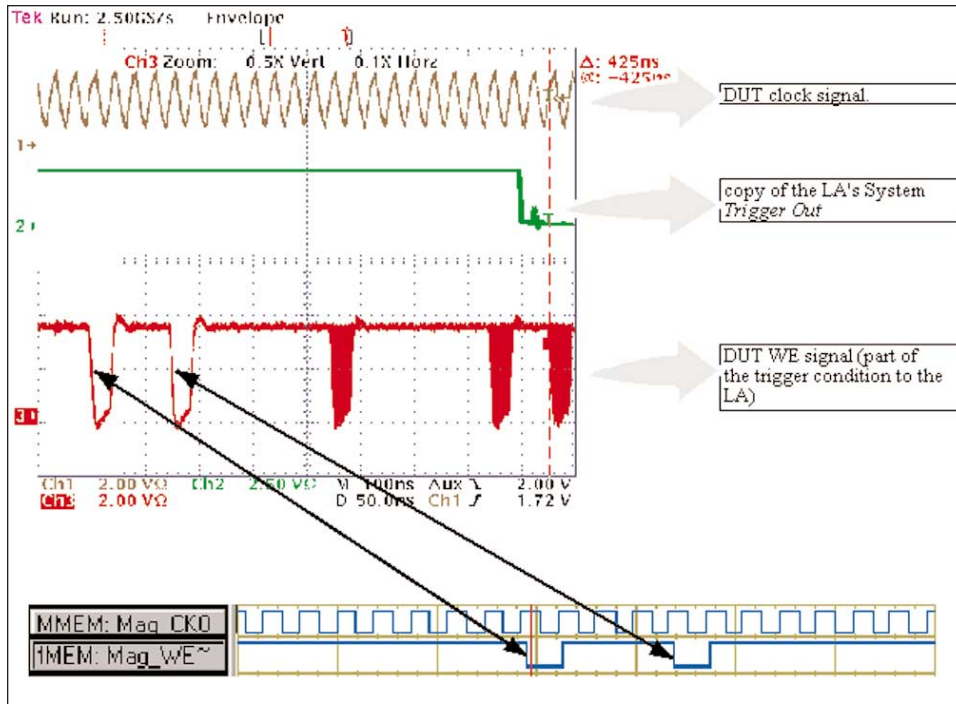 Tek Run: 2.50GS/s Envelope
Ch3 Zoom: 0.5X Vert 0.1X Horz
Δ: 425ns
@: -425ns
DUT clock signal.
1
copy of the LA's System
Trigger Out
2
T
DUT WE signal (part of
the trigger condition to the
LA)
3
Ch1 2.00 VΩ Ch2 2.50 VΩ M 100ns Aux 2.00 V
Ch3 2.00 VΩ D 50.0ns Ch1 1.72 V
MMEM: Mag_CK0
1MEM: Mag_WE~